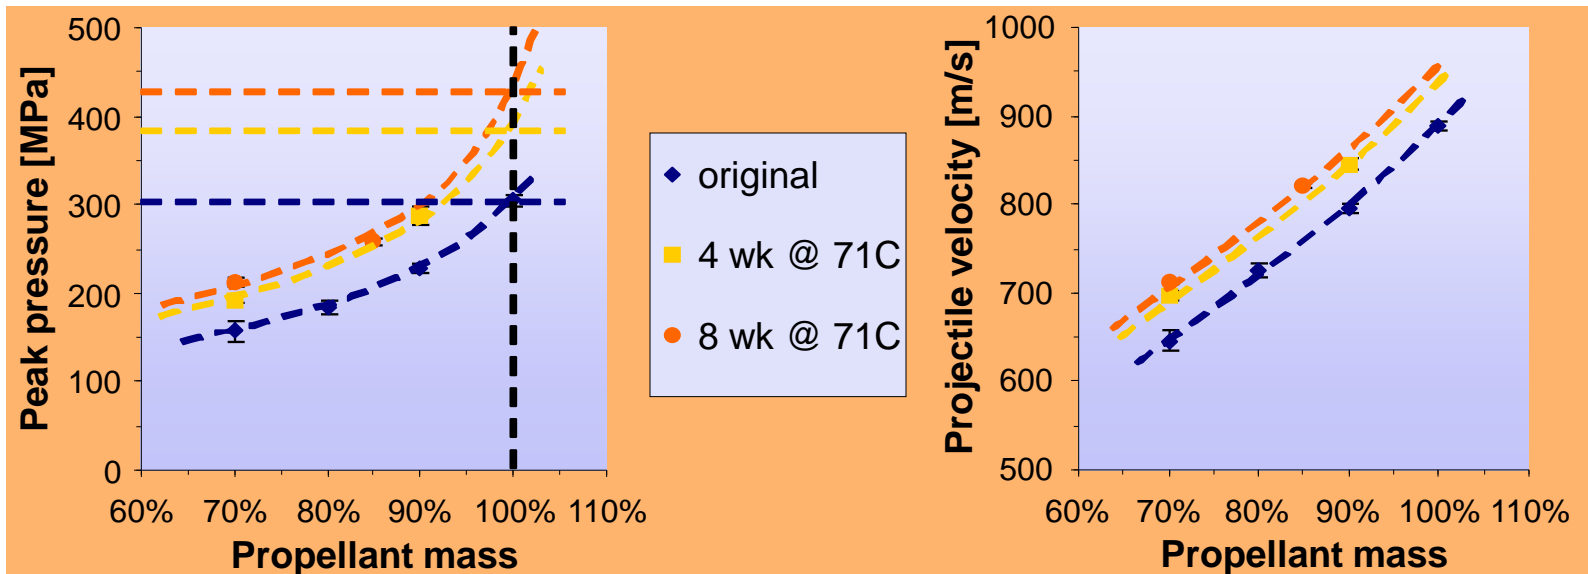 Peak pressure [MPa]
500
400
300
200
100
0
60% 70% 80% 90% 100% 110%
Propellant mass
original
4 wk @ 71C
8 wk @ 71C
Projectile velocity [m/s]
1000
900
800
700
600
500
60% 70% 80% 90% 100% 110%
Propellant mass